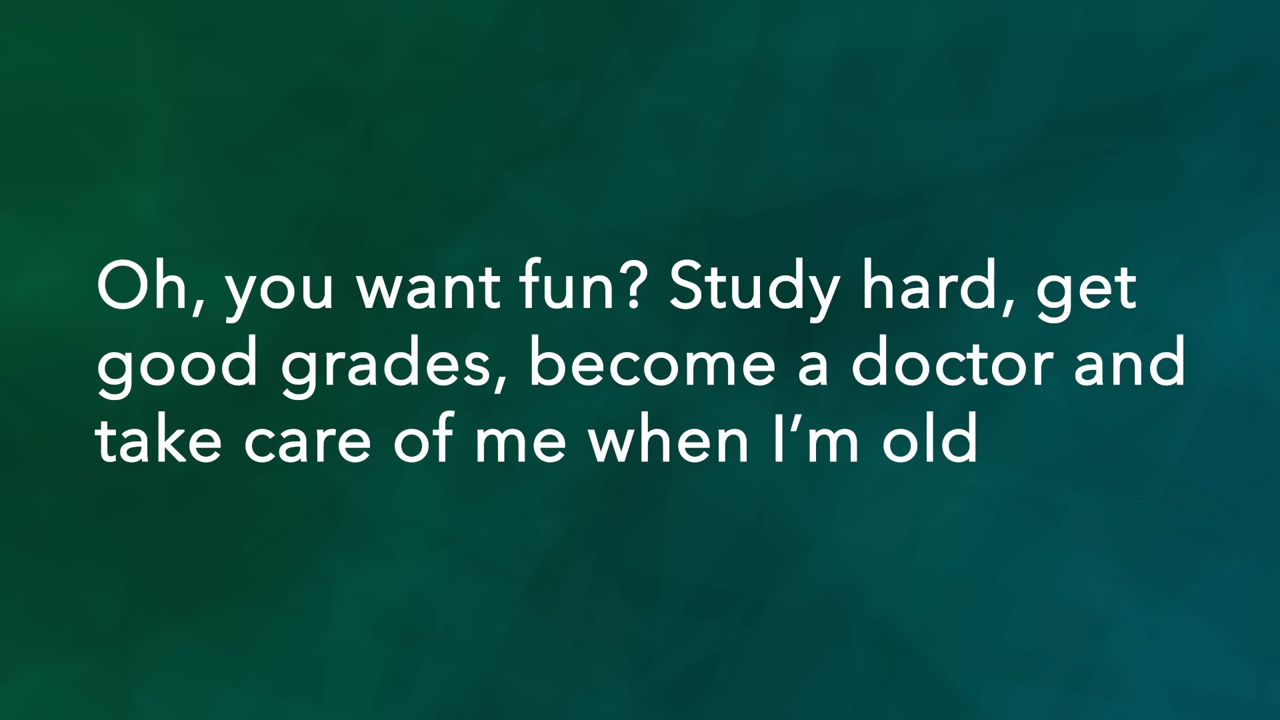 Oh, you want fun? Study hard, get
good grades, become a doctor and
take care of me when I’m old